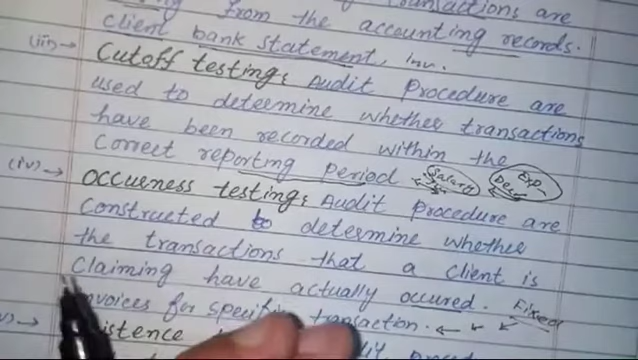 from the accounting records.
client bank statement, inv.
(iii)→ Cutoff testing: Audit Procedure are
used to determine whether transactions
have been recorded within the
Correct reporting Period Salary Dec Exp.
(iv)→ Occueness testing: Audit Procedure are
Constructed to determine whether
the transactions that a client is
claiming have actually occured.
invoices for specific transaction. Fixed
istence